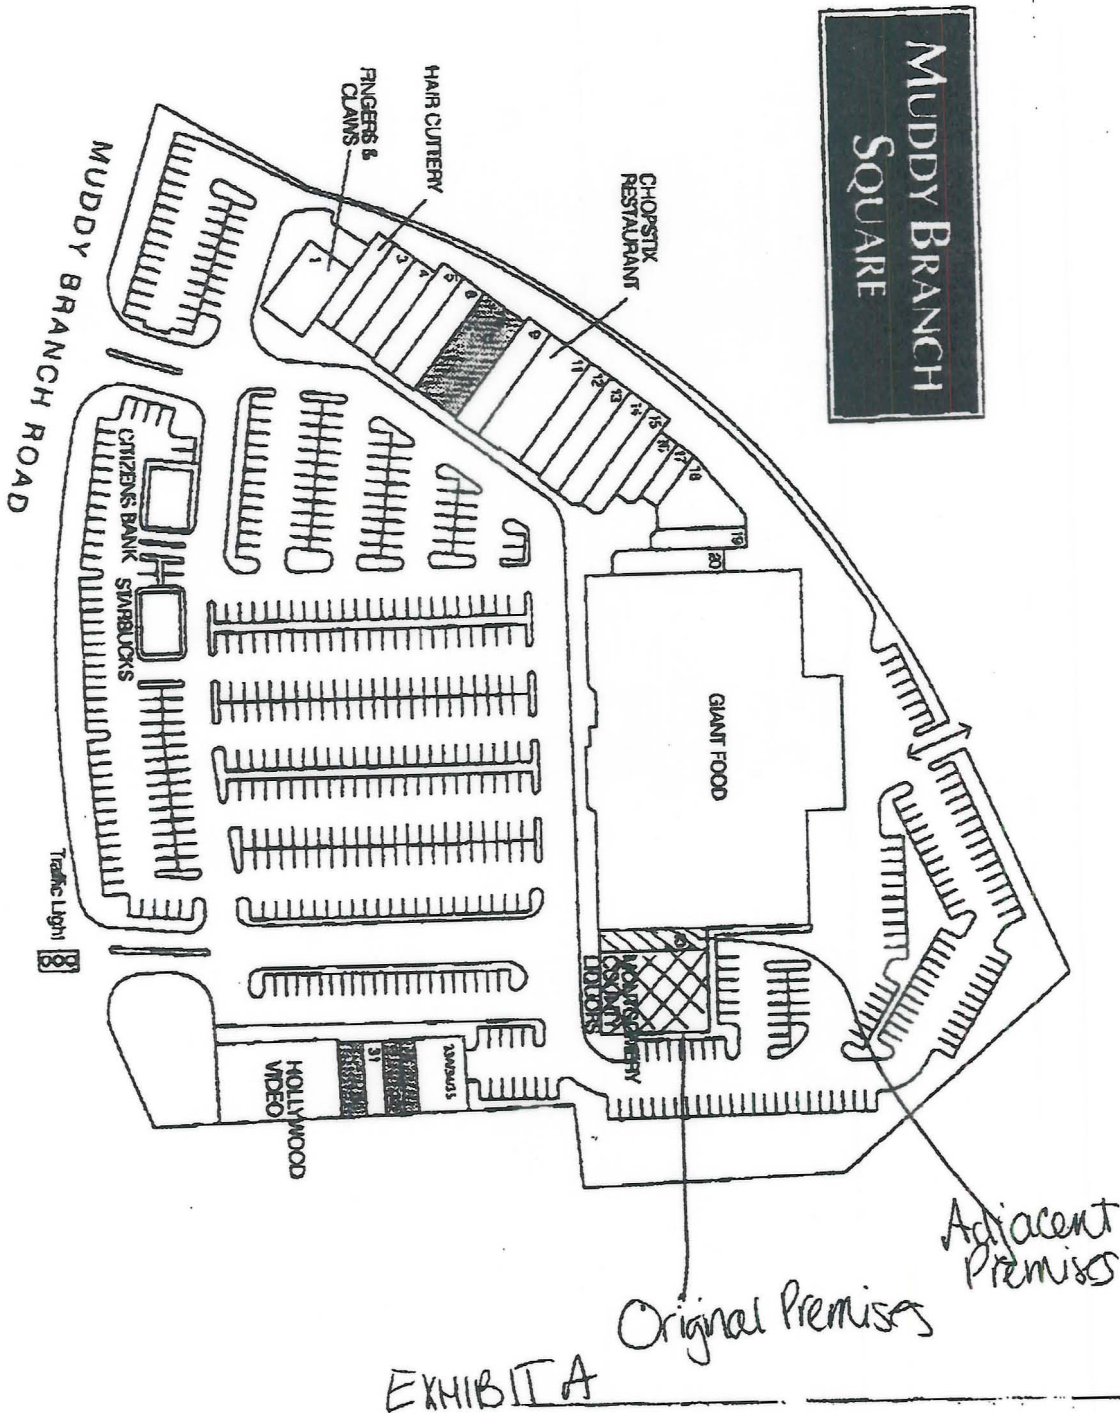 MUDDY BRANCH
SQUARE
HAIR CUTTERY
FINGERS &
CLAWS
CHOPSTIX
RESTAURANT
1
3
4
5
6
9
11
12
13
14
15
16
17
18
19
20
MUDDY BRANCH ROAD
CITIZENS BANK
STARBUCKS
GIANT FOOD
Traffic Light
MONTGOMERY
COUNTY
LIQUORS
HOLLYWOOD
VIDEO
31
Adjacent
Premises
Original Premises
EXHIBIT A